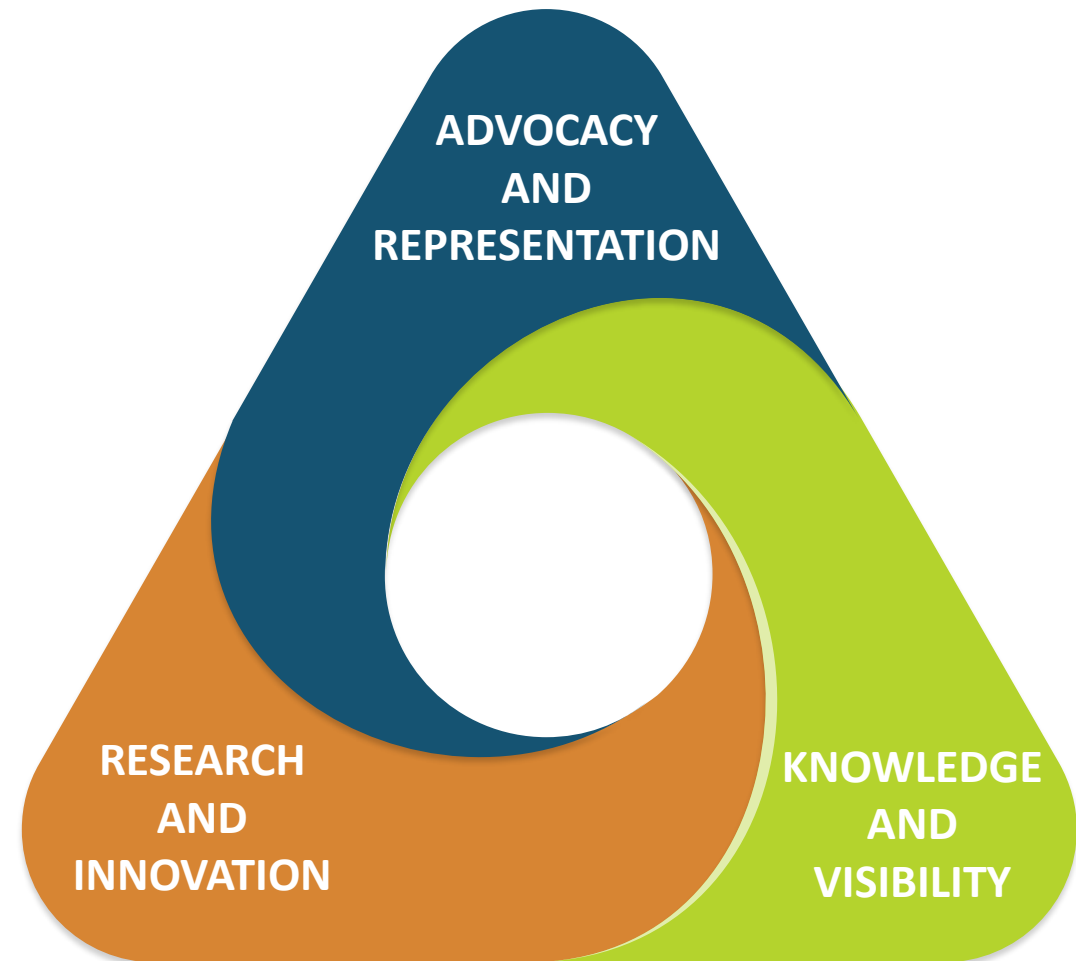 ADVOCACY
AND
REPRESENTATION
RESEARCH
AND
INNOVATION
KNOWLEDGE
AND
VISIBILITY